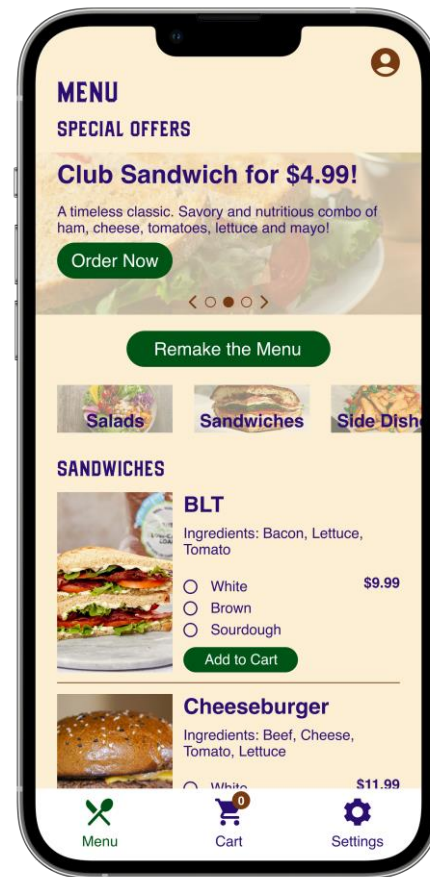 MENU
SPECIAL OFFERS
Club Sandwich for $4.99!
A timeless classic. Savory and nutritious combo of
ham, cheese, tomatoes, lettuce and mayo!
Order Now
Remake the Menu
Salads
Sandwiches
Side Dish
SANDWICHES
BLT
Ingredients: Bacon, Lettuce,
Tomato
White
$9.99
Brown
Sourdough
Add to Cart
Cheeseburger
Ingredients: Beef, Cheese,
Tomato, Lettuce
White
$11.99
0
Menu
Cart
Settings